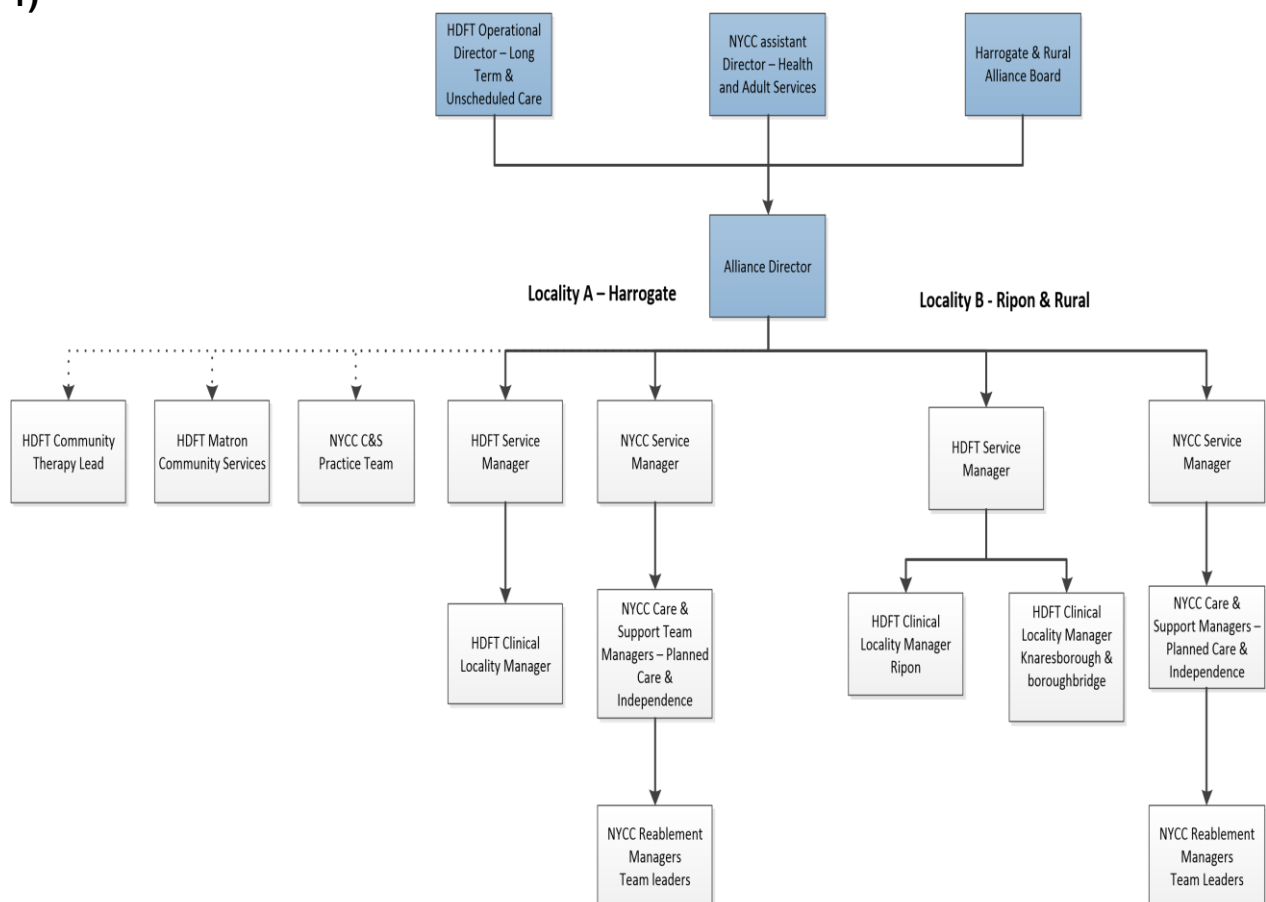 HDFT Operational
Director – Long
Term &
Unscheduled Care
NYCC assistant
Director – Health
and Adult Services
Harrogate & Rural
Alliance Board
Alliance Director
Locality A – Harrogate
Locality B - Ripon & Rural
HDFT Community
Therapy Lead
HDFT Matron
Community Services
NYCC C&S
Practice Team
HDFT Service
Manager
NYCC Service
Manager
HDFT Service
Manager
NYCC Service
Manager
HDFT Clinical
Locality Manager
NYCC Care &
Support Team
Managers – Planned
Care &
Independence
HDFT Clinical
Locality Manager
Ripon
HDFT Clinical
Locality Manager
Knaresborough &
boroughbridge
NYCC Care &
Support Managers –
Planned Care &
Independence
NYCC Reablement
Managers
Team leaders
NYCC Reablement
Managers
Team Leaders